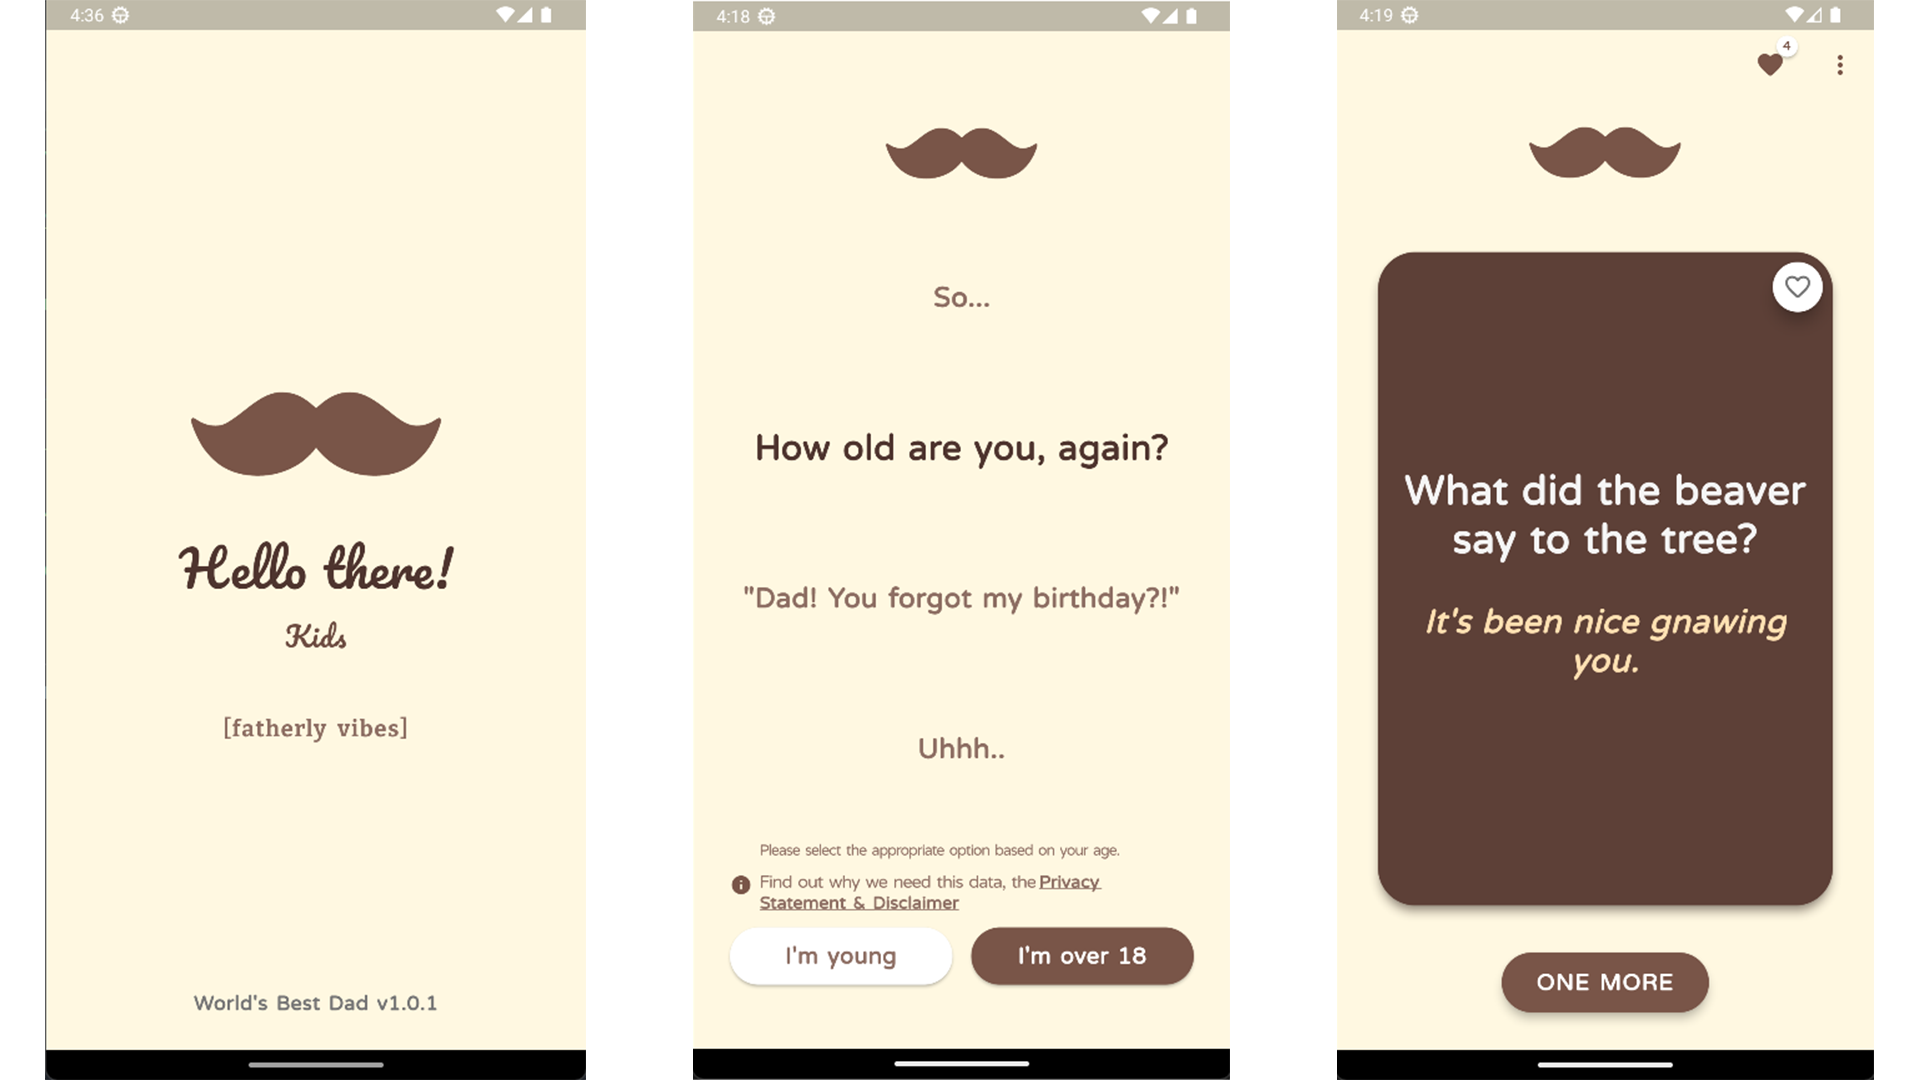 4:36
Hello there!
Kids
[fatherly vibes]
World's Best Dad v1.0.1
4:18
So...
How old are you, again?
"Dad! You forgot my birthday?!"
Uhhh..
Please select the appropriate option based on your age.
Find out why we need this data, the Privacy
Statement & Disclaimer
I'm young
I'm over 18
4:19
4
What did the beaver
say to the tree?
It's been nice gnawing
you.
ONE MORE